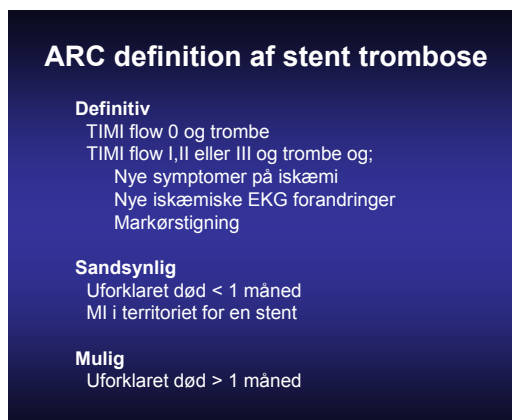 ARC definition af stent trombose
Definitiv
TIMI flow 0 og trombe
TIMI flow I,II eller III og trombe og;
Nye symptomer på iskæmi
Nye iskæmiske EKG forandringer
Markørstigning
Sandsynlig
Uforklaret død < 1 måned
MI i territoriet for en stent
Mulig
Uforklaret død > 1 måned